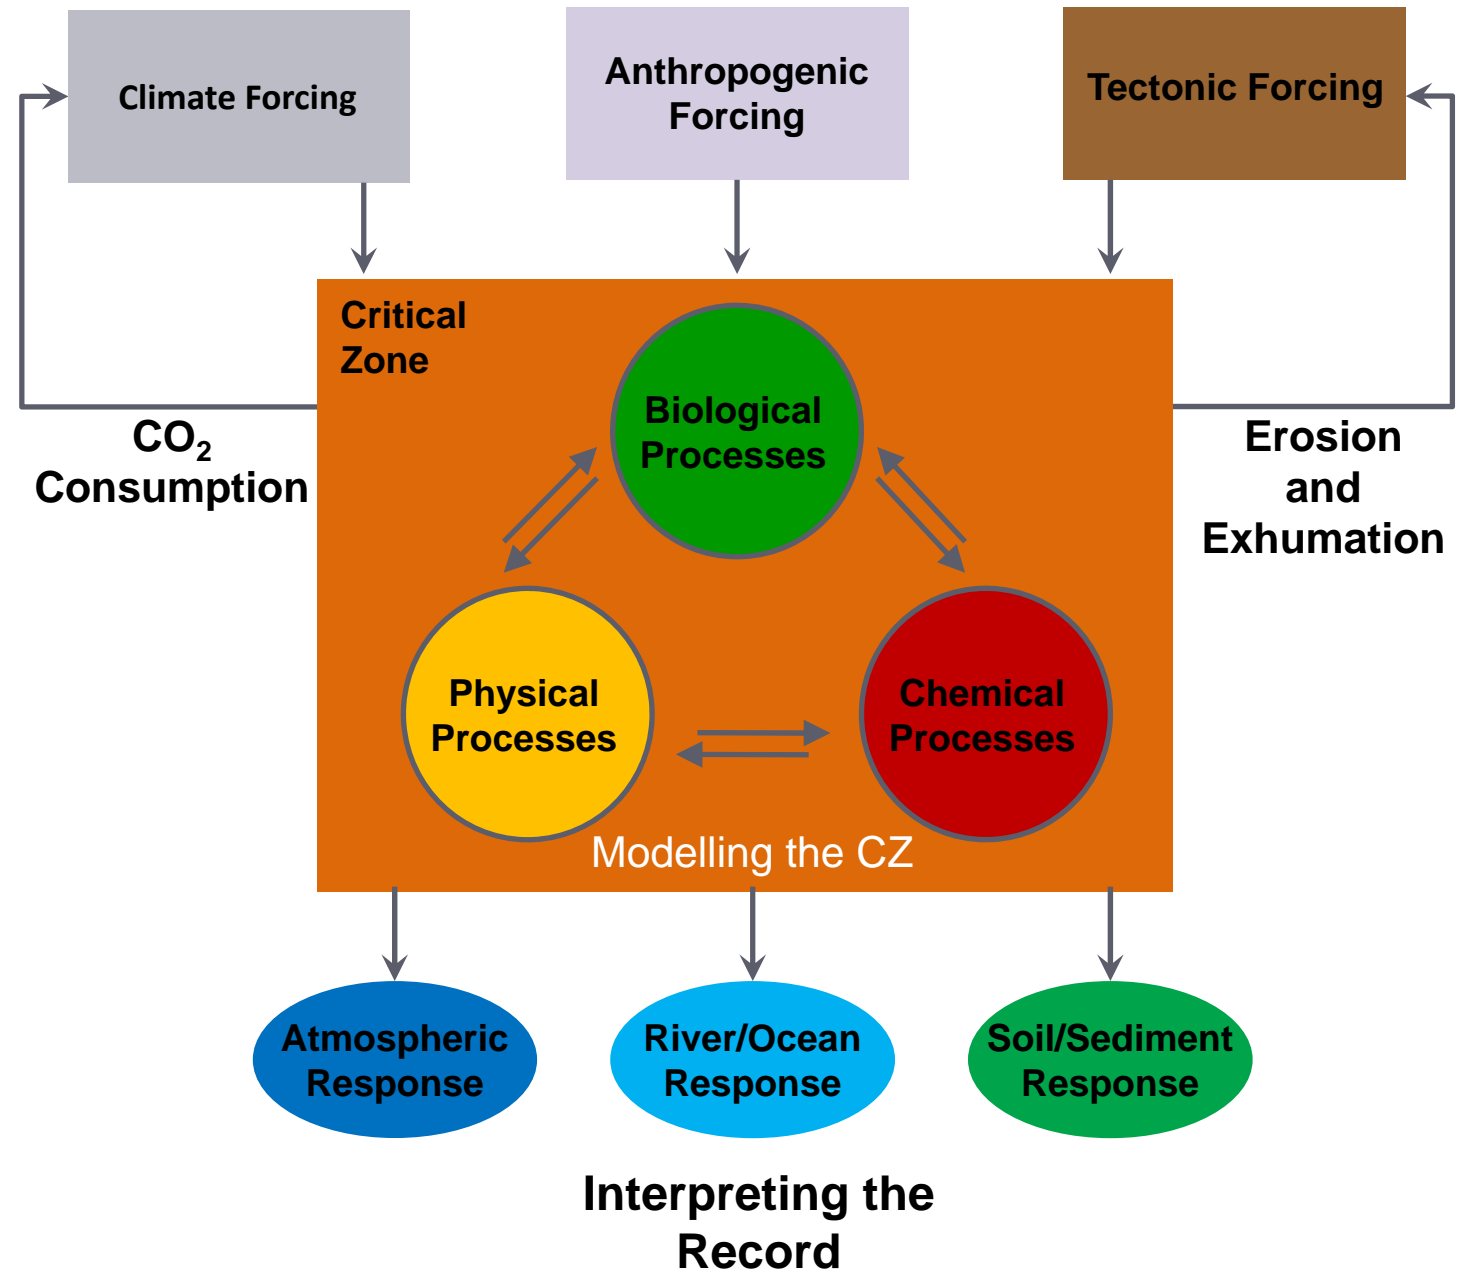 Climate Forcing
Anthropogenic
Forcing
Tectonic Forcing
Critical
Zone
Biological
Processes
CO₂
Consumption
Erosion
and
Exhumation
Physical
Processes
Chemical
Processes
Modelling the CZ
Atmospheric
Response
River/Ocean
Response
Soil/Sediment
Response
Interpreting the
Record